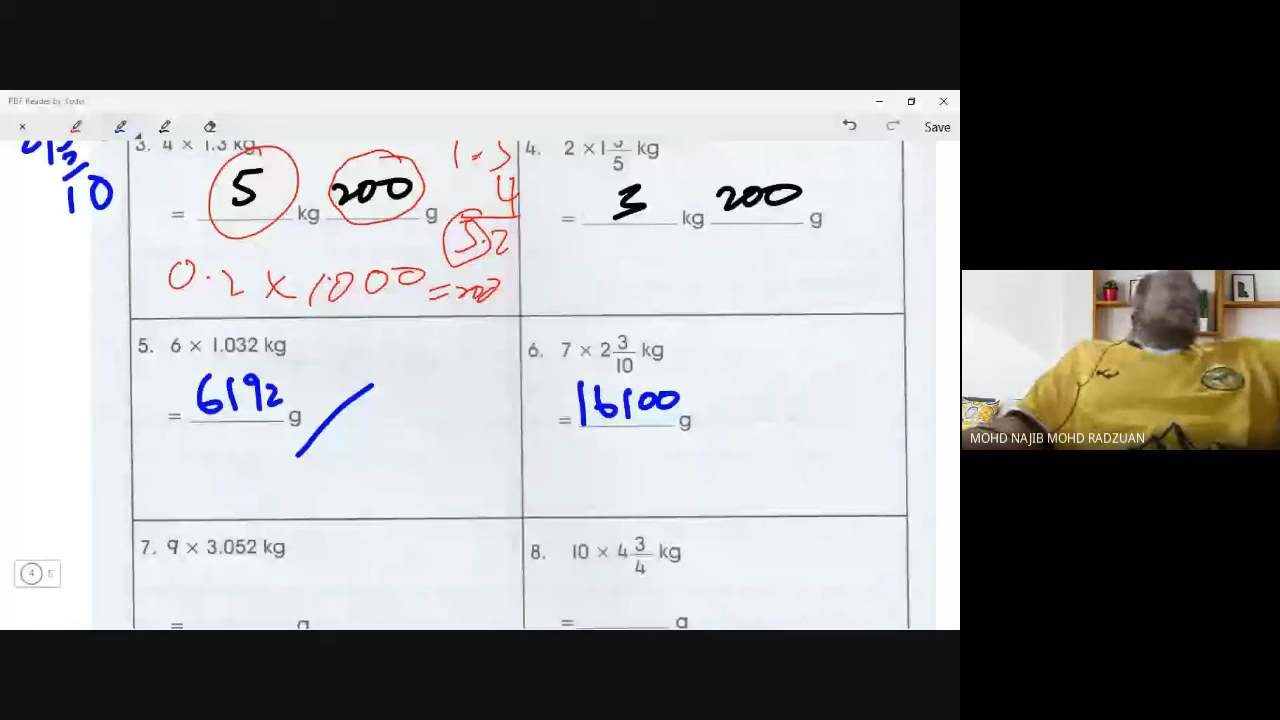 PDF Reader by Xodo
Save
10
3. 4 × 1.3 kg
= 5 kg 200 g
1.3
4
5.2
0.2 × 1000 = 200
4. 2 × 1 3/5 kg
= 3 kg 200 g
5. 6 × 1.032 kg
= 6192 g
6. 7 × 2 3/10 kg
= 16100 g
7. 9 × 3.052 kg
= g
8. 10 × 4 3/4 kg
= g
4 5
MOHD NAJIB MOHD RADZUAN